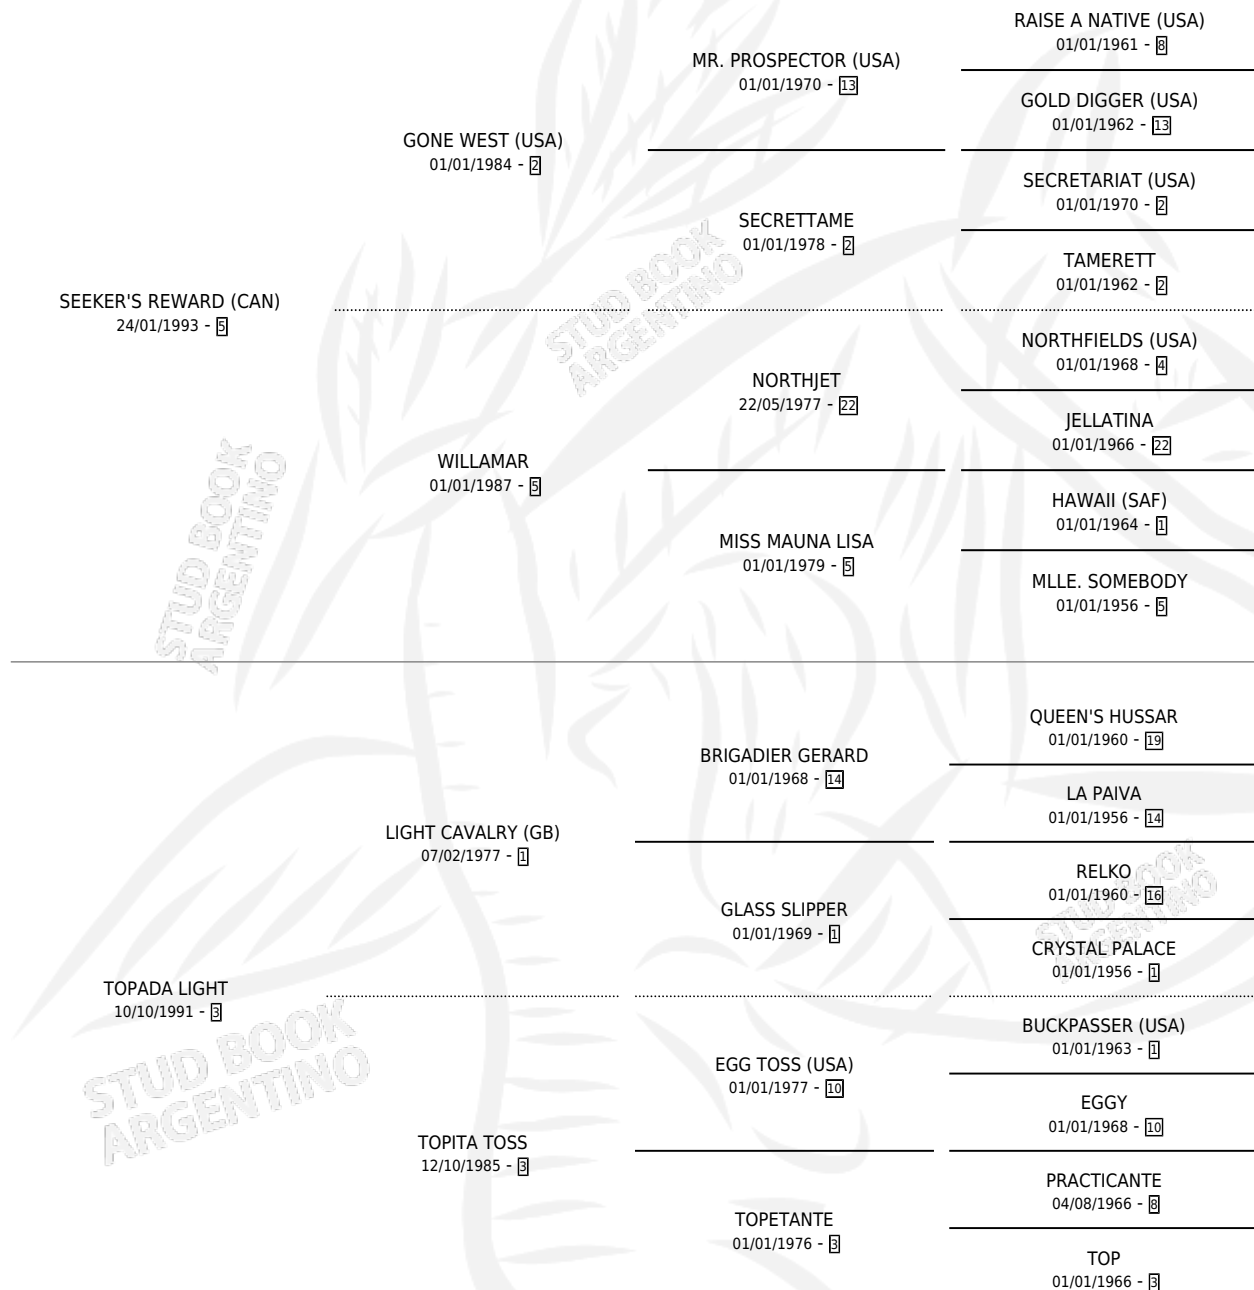 RAISE A NATIVE (USA)
01/01/1961 - 8
MR. PROSPECTOR (USA)
01/01/1970 - 13
GOLD DIGGER (USA)
01/01/1962 - 13
GONE WEST (USA)
01/01/1984 - 2
SECRETARIAT (USA)
01/01/1970 - 2
SECRETTAME
01/01/1978 - 2
TAMERETT
01/01/1962 - 2
SEEKER'S REWARD (CAN)
24/01/1993 - 5
NORTHFIELDS (USA)
01/01/1968 - 4
NORTHJET
22/05/1977 - 22
JELLATINA
01/01/1966 - 22
WILLAMAR
01/01/1987 - 5
HAWAII (SAF)
01/01/1964 - 1
MISS MAUNA LISA
01/01/1979 - 5
MLLE. SOMEBODY
01/01/1956 - 5
QUEEN'S HUSSAR
01/01/1960 - 19
BRIGADIER GERARD
01/01/1968 - 14
LA PAIVA
01/01/1956 - 14
LIGHT CAVALRY (GB)
07/02/1977 - 1
RELKO
01/01/1960 - 16
GLASS SLIPPER
01/01/1969 - 1
CRYSTAL PALACE
01/01/1956 - 1
TOPADA LIGHT
10/10/1991 - 3
BUCKPASSER (USA)
01/01/1963 - 1
EGG TOSS (USA)
01/01/1977 - 10
EGGY
01/01/1968 - 10
TOPITA TOSS
12/10/1985 - 3
PRACTICANTE
04/08/1966 - 8
TOPETANTE
01/01/1976 - 3
TOP
01/01/1966 - 3
STUD BOOK
ARGENTINO
STUD BOOK
ARGENTINO
STUD BOOK
ARGENTINO
STUD BOOK
ARGENTINO